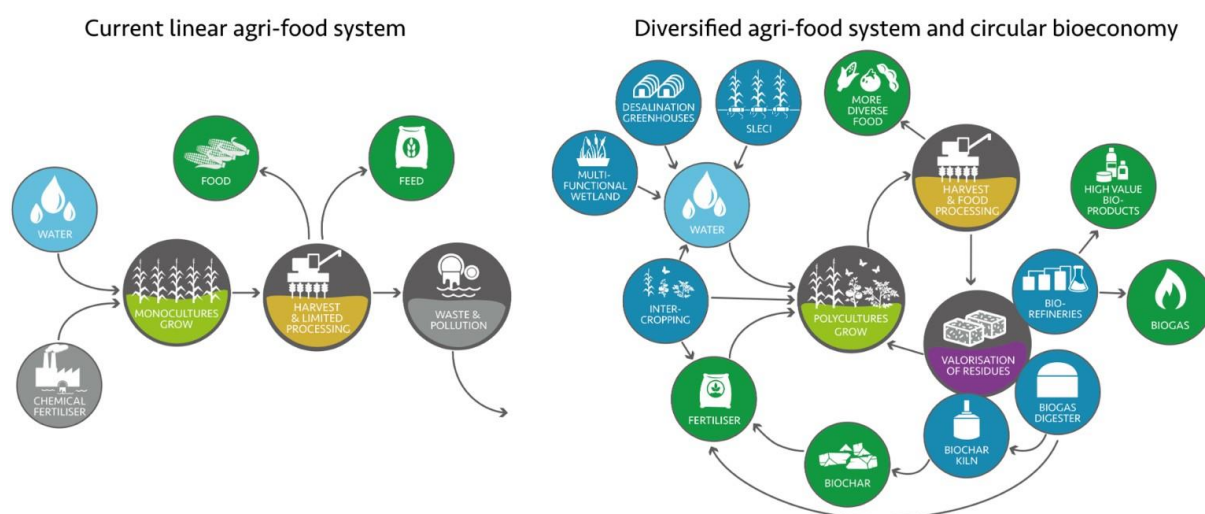 Current linear agri-food system
WATER
CHEMICAL
FERTILISER
MONOCULTURES
GROW
FOOD
FEED
HARVEST
& LIMITED
PROCESSING
WASTE &
POLLUTION
Diversified agri-food system and circular bioeconomy
DESALINATION
GREENHOUSES
SLECI
MULTI-
FUNCTIONAL
WETLAND
WATER
INTER-
CROPPING
FERTILISER
POLYCULTURES
GROW
MORE
DIVERSE
FOOD
HARVEST
& FOOD
PROCESSING
VALORISATION
OF RESIDUES
HIGH VALUE
BIO-
PRODUCTS
BIO-
REFINERIES
BIOGAS
BIOGAS
DIGESTER
BIOCHAR
KILN
BIOCHAR